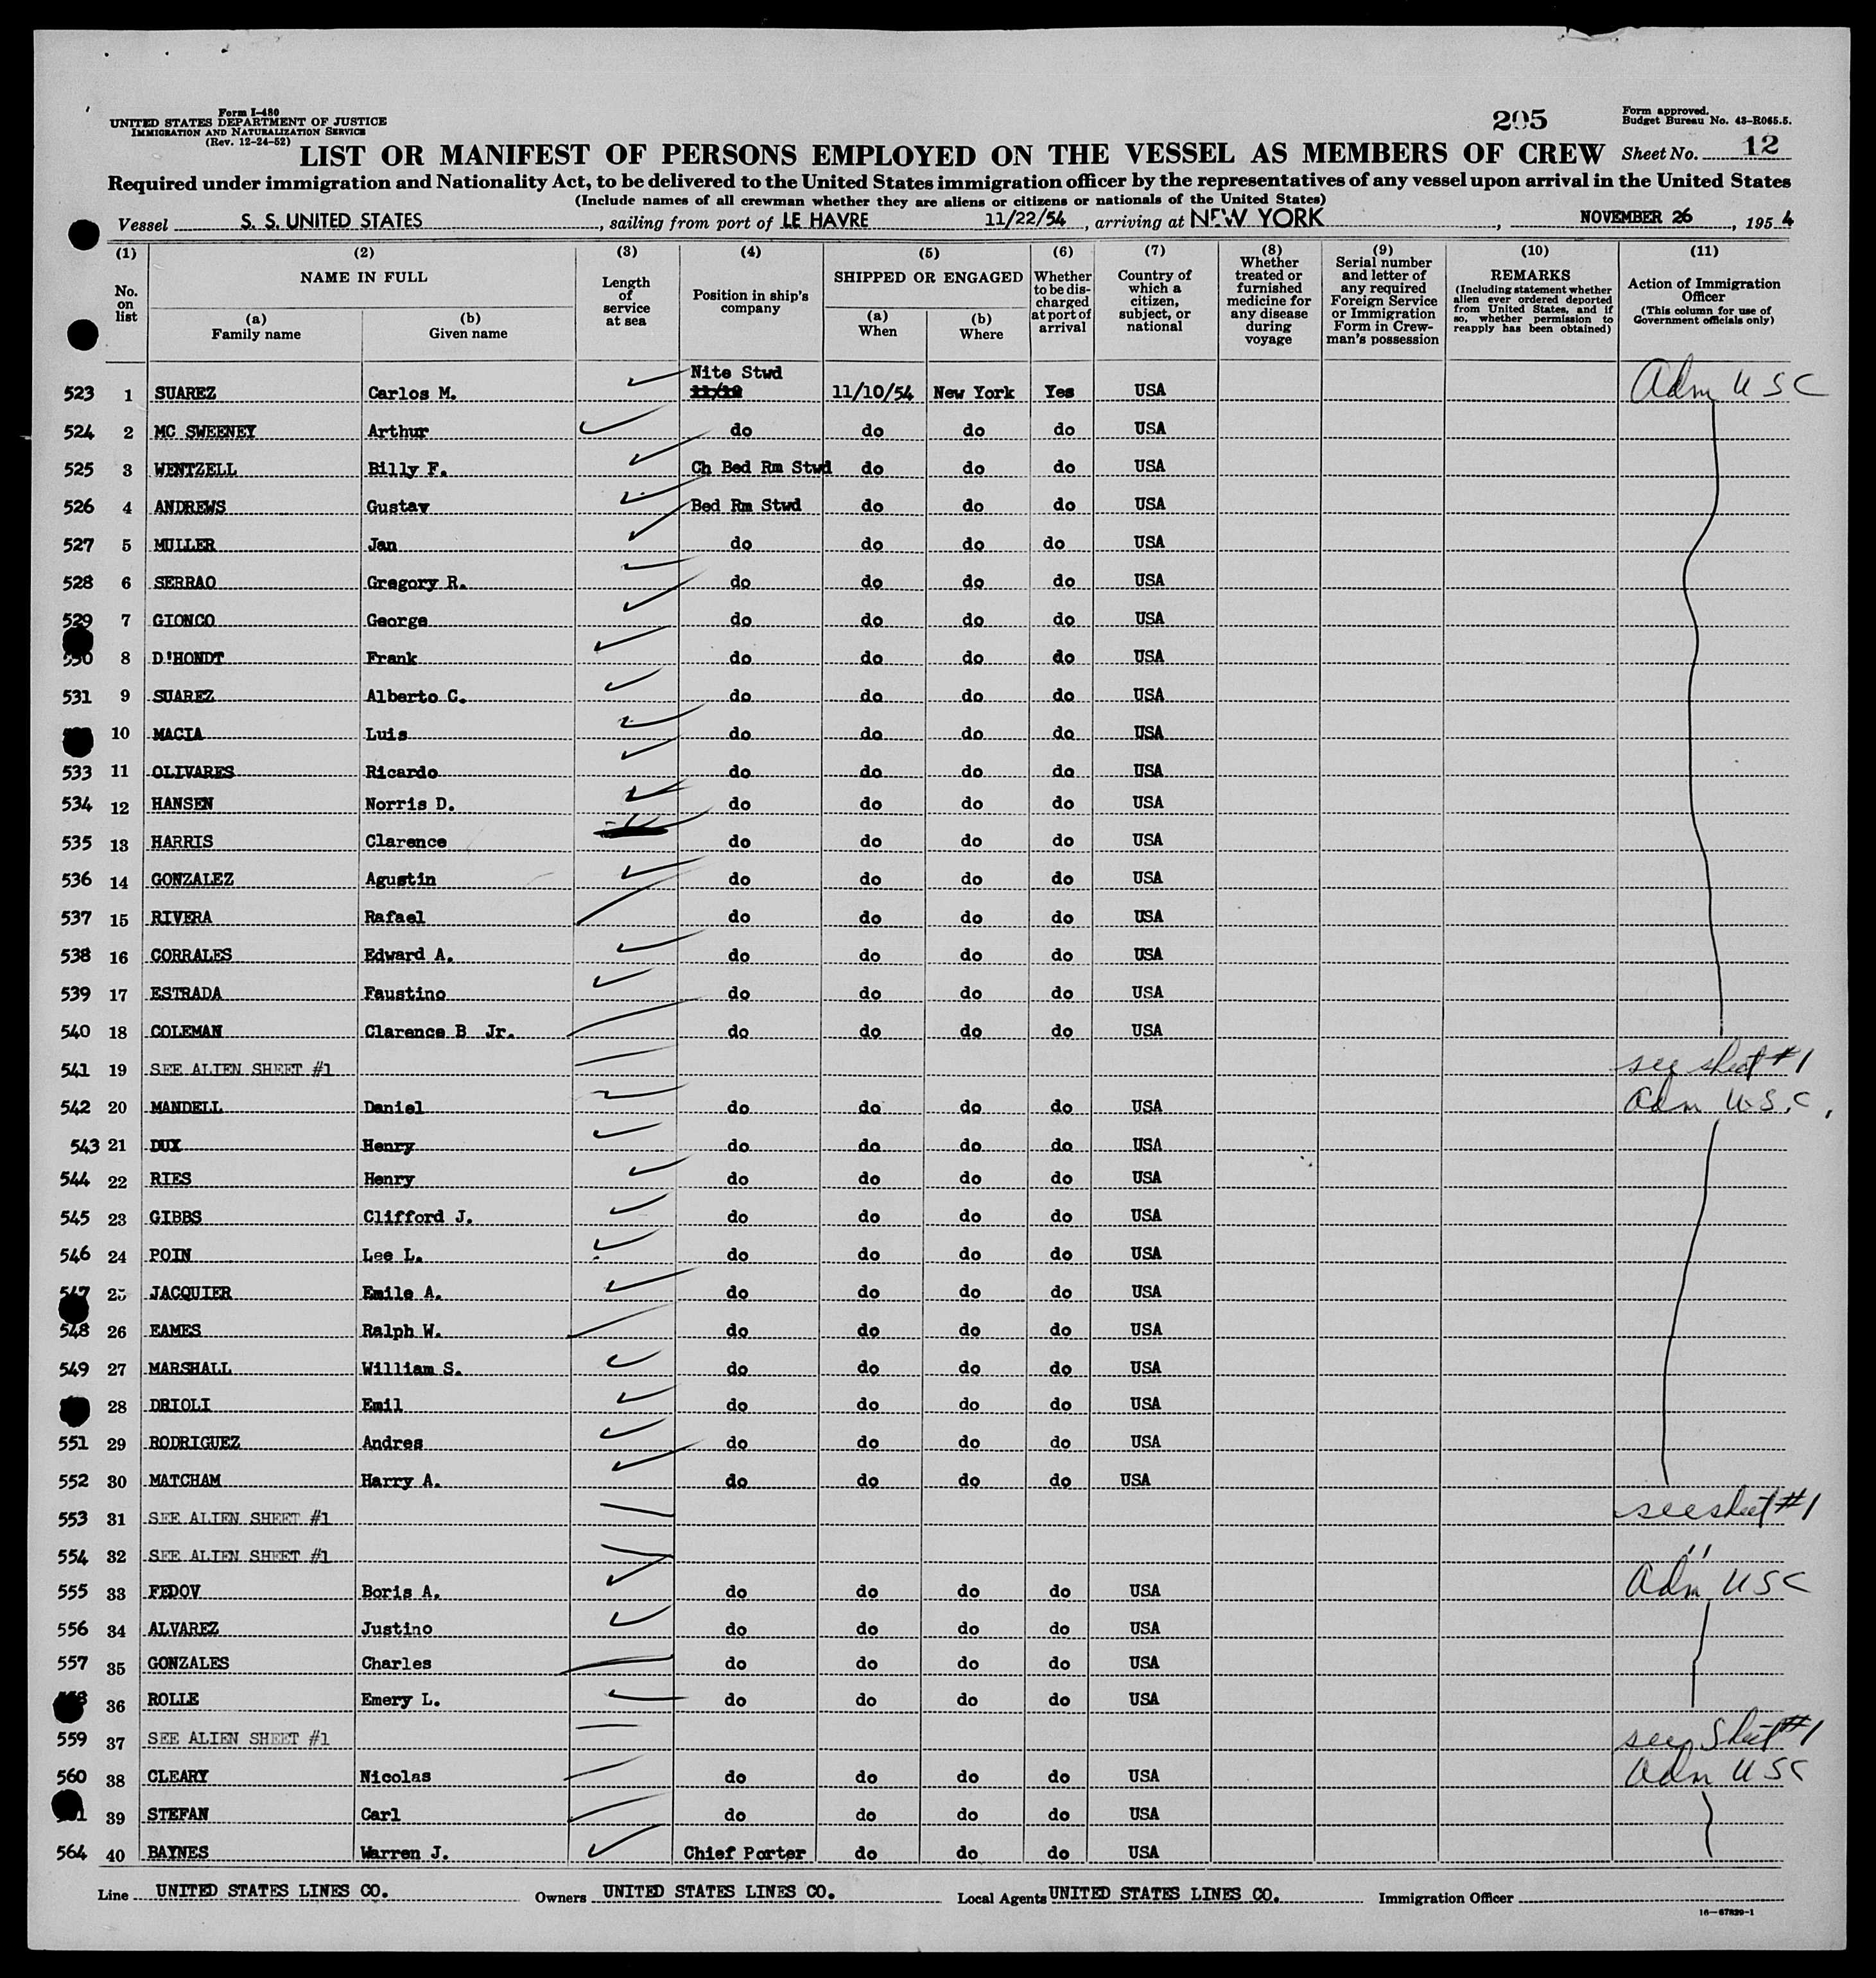 Form I-480
UNITED STATES DEPARTMENT OF JUSTICE
IMMIGRATION AND NATURALIZATION SERVICE
(Rev. 12-24-52)
205
Form approved.
Budget Bureau No. 43-R065.5.
LIST OR MANIFEST OF PERSONS EMPLOYED ON THE VESSEL AS MEMBERS OF CREW Sheet No. 12
Required under immigration and Nationality Act, to be delivered to the United States immigration officer by the representatives of any vessel upon arrival in the United States
(Include names of all crewman whether they are aliens or citizens or nationals of the United States)
Vessel S. S. UNITED STATES, sailing from port of LE HAVRE 11/22/54, arriving at NEW YORK, NOVEMBER 26, 1954
(1) No. on list
(2) NAME IN FULL
(a) Family name
(b) Given name
(3) Length of service at sea
(4) Position in ship's company
(5) SHIPPED OR ENGAGED
(a) When
(b) Where
(6) Whether to be discharged at port of arrival
(7) Country of which a citizen, subject, or national
(8) Whether treated or furnished medicine for any disease during voyage
(9) Serial number and letter of any required Foreign Service or Immigration Form in Crewman's possession
(10) REMARKS (Including statement whether alien ever ordered deported from United States, and if so, whether permission to reapply has been obtained)
(11) Action of Immigration Officer (This column for use of Government officials only)
523 1 SUAREZ Carlos M. Nite Stwd 11/10/54 New York Yes USA Adm USC
524 2 MC SWEENEY Arthur do do do do USA
525 3 WENTZELL Billy F. Ch Bed Rm Stwd do do do USA
526 4 ANDREWS Gustav Bed Rm Stwd do do do USA
527 5 MULLER Jan do do do do USA
528 6 SERRAO Gregory R. do do do do USA
529 7 GIONCO George do do do do USA
530 8 D'HONDT Frank do do do do USA
531 9 SUAREZ Alberto C. do do do do USA
10 MACIA Luis do do do do USA
533 11 OLIVARES Ricardo do do do do USA
534 12 HANSEN Norris D. do do do do USA
535 13 HARRIS Clarence do do do do USA
536 14 GONZALEZ Agustin do do do do USA
537 15 RIVERA Rafael do do do do USA
538 16 CORRALES Edward A. do do do do USA
539 17 ESTRADA Faustino do do do do USA
540 18 COLEMAN Clarence B Jr. do do do do USA
541 19 SEE ALIEN SHEET #1 see sheet #1
542 20 MANDELL Daniel do do do do USA Adm U.S.C.
543 21 DUX Henry do do do do USA
544 22 RIES Henry do do do do USA
545 23 GIBBS Clifford J. do do do do USA
546 24 POIN Lee L. do do do do USA
547 25 JACQUIER Emile A. do do do do USA
548 26 EAMES Ralph W. do do do do USA
549 27 MARSHALL William S. do do do do USA
28 DRIOLI Emil do do do do USA
551 29 RODRIGUEZ Andres do do do do USA
552 30 MATCHAM Harry A. do do do do USA
553 31 SEE ALIEN SHEET #1 see sheet #1
554 32 SEE ALIEN SHEET #1 "
555 33 FEDOV Boris A. do do do do USA Adm USC
556 34 ALVAREZ Justino do do do do USA
557 35 GONZALES Charles do do do do USA
36 ROLLE Emery L. do do do do USA
559 37 SEE ALIEN SHEET #1 see Sheet #1
560 38 CLEARY Nicolas do do do do USA Adm USC
39 STEFAN Carl do do do do USA
564 40 BAYNES Warren J. Chief Porter do do do USA
Line UNITED STATES LINES CO. Owners UNITED STATES LINES CO. Local Agents UNITED STATES LINES CO. Immigration Officer
16-67829-1